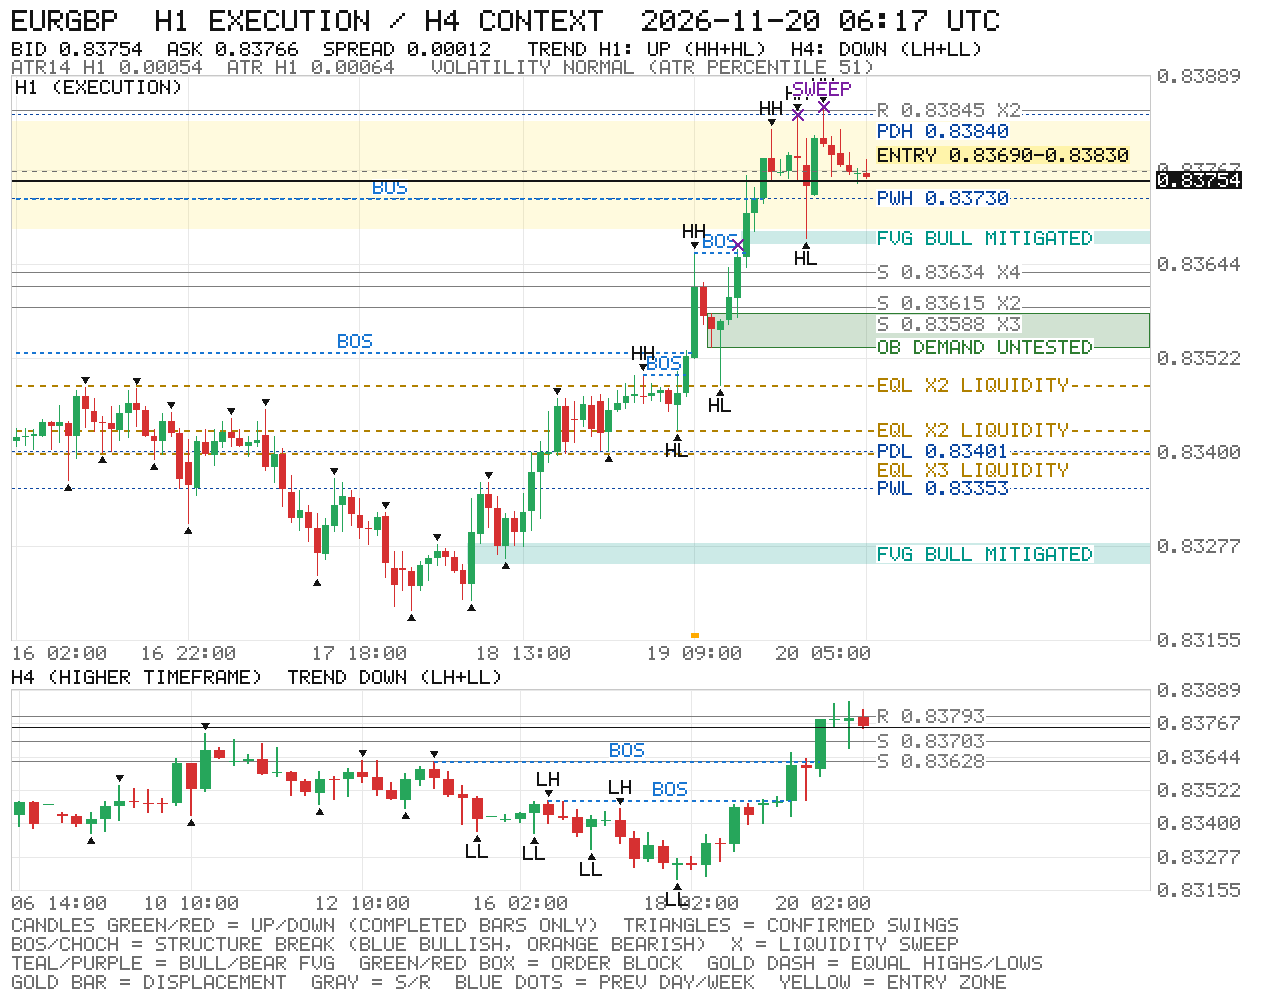 EURGBP  H1 EXECUTION / H4 CONTEXT  2026-11-20 06:17 UTC
BID 0.83754  ASK 0.83766  SPREAD 0.00012  TREND H1: UP (HH+HL)  H4: DOWN (LH+LL)
ATR14 H1 0.00054  ATR H1 0.00064  VOLATILITY NORMAL (ATR PERCENTILE 51)
H1 (EXECUTION)
0.83889
SWEEP
HH
R 0.83845 X2
PDH 0.83840
ENTRY 0.83690-0.83830
0.83754
BOS
PWH 0.83730
HH
BOS
FVG BULL MITIGATED
HL
0.83644
S 0.83634 X4
S 0.83615 X2
S 0.83588 X3
BOS
OB DEMAND UNTESTED
HH
BOS
0.83522
EQL X2 LIQUIDITY
HL
EQL X2 LIQUIDITY
HL
PDL 0.83401
0.83400
EQL X3 LIQUIDITY
PWL 0.83353
0.83277
FVG BULL MITIGATED
0.83155
16 02:00  16 22:00  17 18:00  18 13:00  19 09:00  20 05:00
H4 (HIGHER TIMEFRAME)  TREND DOWN (LH+LL)
0.83889
R 0.83793
0.83767
S 0.83703
BOS
0.83644
S 0.83628
LH
LH
BOS
0.83522
0.83400
LL
LL
0.83277
LL
LL
0.83155
06 14:00  10 10:00  12 10:00  16 02:00  18 02:00  20 02:00
CANDLES GREEN/RED = UP/DOWN (COMPLETED BARS ONLY)  TRIANGLES = CONFIRMED SWINGS
BOS/CHOCH = STRUCTURE BREAK (BLUE BULLISH, ORANGE BEARISH)  X = LIQUIDITY SWEEP
TEAL/PURPLE = BULL/BEAR FVG  GREEN/RED BOX = ORDER BLOCK  GOLD DASH = EQUAL HIGHS/LOWS
GOLD BAR = DISPLACEMENT  GRAY = S/R  BLUE DOTS = PREV DAY/WEEK  YELLOW = ENTRY ZONE